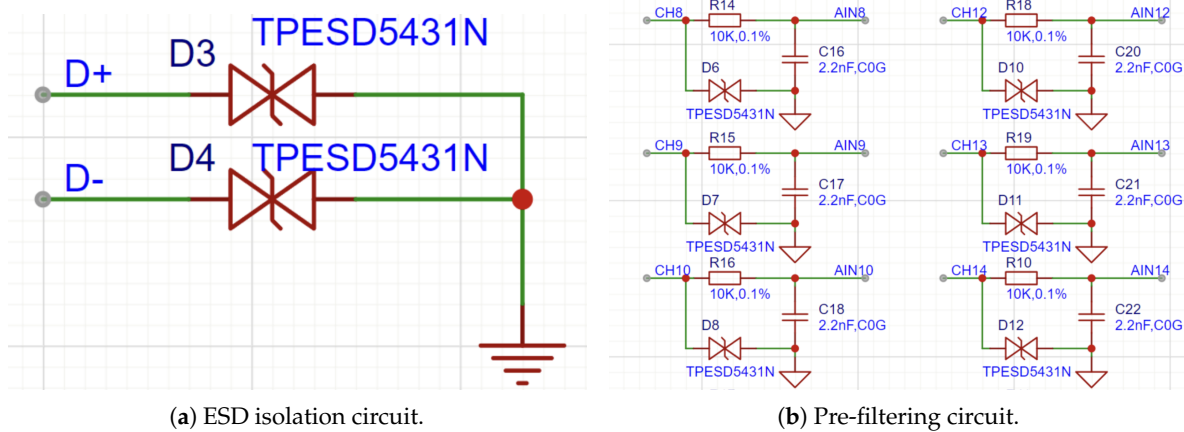 D+
D3
TPESD5431N
D-
D4
TPESD5431N
CH8
R14
AIN8
10K,0.1%
C16
2.2nF,C0G
D6
TPESD5431N
CH12
R18
AIN12
10K,0.1%
C20
2.2nF,C0G
D10
TPESD5431N
CH9
R15
AIN9
10K,0.1%
C17
2.2nF,C0G
D7
TPESD5431N
CH13
R19
AIN13
10K,0.1%
C21
2.2nF,C0G
D11
TPESD5431N
CH10
R16
AIN10
10K,0.1%
C18
2.2nF,C0G
D8
TPESD5431N
CH14
R10
AIN14
10K,0.1%
C22
2.2nF,C0G
D12
TPESD5431N
(a) ESD isolation circuit.
(b) Pre-filtering circuit.